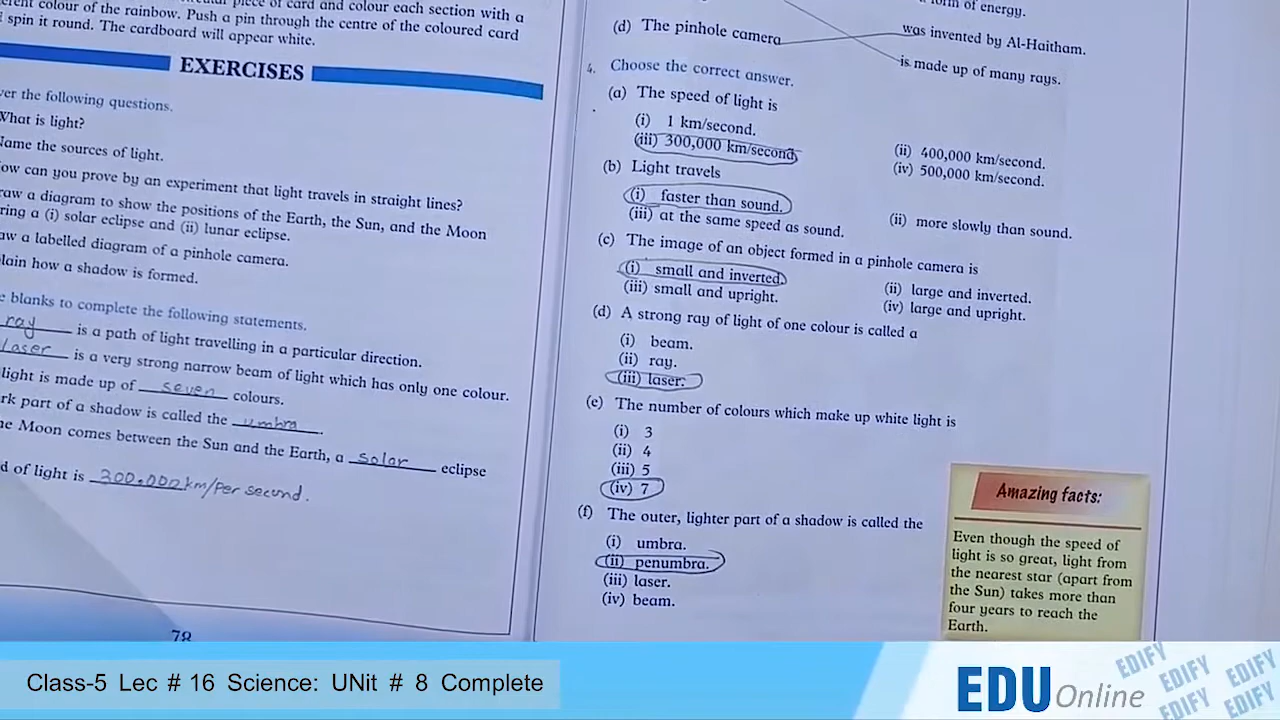 piece of card and colour each section with a
colour of the rainbow. Push a pin through the centre of the coloured card
spin it round. The cardboard will appear white.
EXERCISES
the following questions.
What is light?
Name the sources of light.
How can you prove by an experiment that light travels in straight lines?
a diagram to show the positions of the Earth, the Sun, and the Moon
(i) solar eclipse and (ii) lunar eclipse.
a labelled diagram of a pinhole camera.
how a shadow is formed.
blanks to complete the following statements.
ray is a path of light travelling in a particular direction.
laser is a very strong narrow beam of light which has only one colour.
light is made up of seven colours.
part of a shadow is called the umbra.
Moon comes between the Sun and the Earth, a solar eclipse
of light is 300,000 km/per second.
78
form of energy.
(d) The pinhole camera
was invented by Al-Haitham.
is made up of many rays.
4. Choose the correct answer.
(a) The speed of light is
(i) 1 km/second.
(ii) 400,000 km/second.
(iii) 300,000 km/second.
(iv) 500,000 km/second.
(b) Light travels
(i) faster than sound.
(ii) more slowly than sound.
(iii) at the same speed as sound.
(c) The image of an object formed in a pinhole camera is
(i) small and inverted.
(ii) large and inverted.
(iii) small and upright.
(iv) large and upright.
(d) A strong ray of light of one colour is called a
(i) beam.
(ii) ray.
(iii) laser.
(e) The number of colours which make up white light is
(i) 3
(ii) 4
(iii) 5
(iv) 7
(f) The outer, lighter part of a shadow is called the
(i) umbra.
(ii) penumbra.
(iii) laser.
(iv) beam.
Amazing facts:
Even though the speed of
light is so great, light from
the nearest star (apart from
the Sun) takes more than
four years to reach the
Earth.
Class-5 Lec # 16 Science: UNit # 8 Complete
EDU Online
EDIFY EDIFY EDIFY
EDIFY EDIFY EDIFY